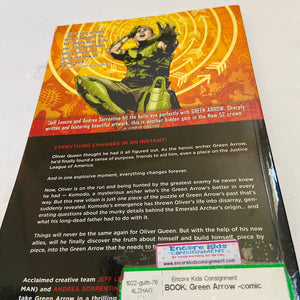 "Jeff Lemire and Andrea Sorrentino hit the bulls-eye perfectly with GREEN ARROW. Sharply
written and featuring beautiful artwork, this is another hidden gem in the New 52 crown."
EVERYTHING CHANGES IN AN INSTANT!
Oliver Queen thought he had it all figured out. As the heroic archer Green Arrow,
he'd finally found a sense of purpose, friends to aid him, even a place on the Justice
League of America.
And in one explosive moment, everything changes forever.
Now, Oliver is on the run and being hunted by the greatest enemy he never knew
he had — Komodo, a masterful archer who's the Green Arrow's better in every
way. But this new villain is just one piece of the puzzle of Green Arrow's past that's
suddenly revealed. Komodo's emergence has thrown Oliver's life into disarray, gen-
erating questions about the murky details behind the Emerald Archer's origin... and
what his long-dead father had to do with it.
Things will never be the same again for Oliver Queen. But with the help of his new
allies, he will finally discover the truth about himself and build himself, piece by
piece, into the Green Arrow he needs to
Acclaimed creative team JEFF
MAN) and ANDREA SORRENTI
take Green Arrow in a thrilling
Encore Kids
Consignment
1022-guth-76
4LZHAG
Encore Kids Consignment
BOOK: Green Arrow -comic